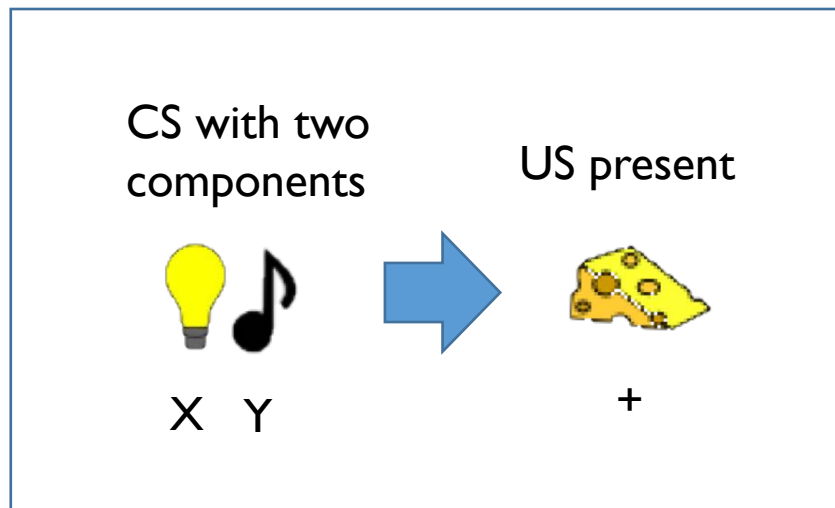 CS with two
components
US present
X Y
+